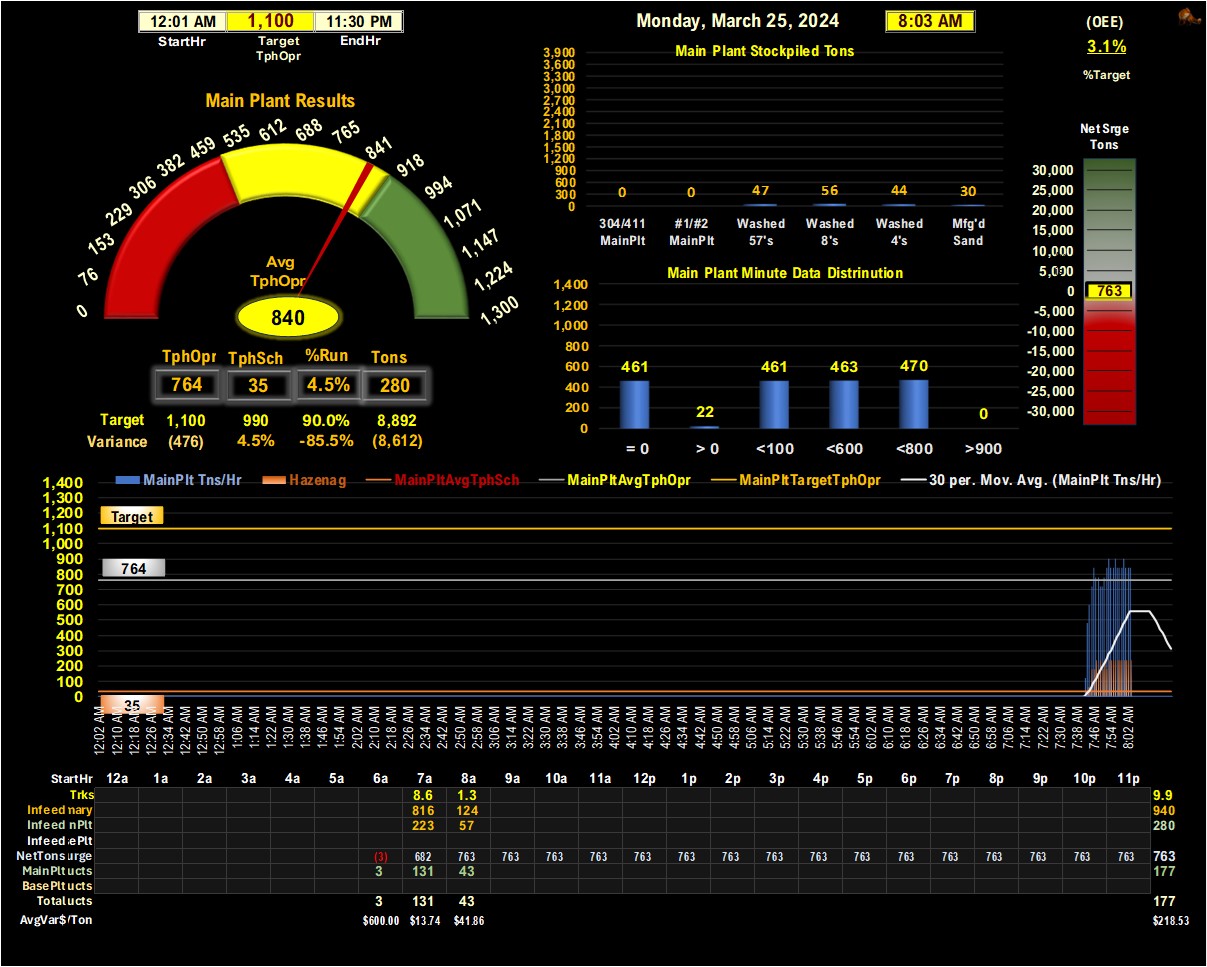 12:01 AM 1,100 11:30 PM
StartHr Target TphOpr EndHr
Monday, March 25, 2024 8:03 AM
(OEE)
3.1%
%Target
Main Plant Results
0 76 153 229 306 382 459 535 612 688 765 841 918 994 1,071 1,147 1,224 1,300
Avg
TphOpr
840
TphOpr TphSch %Run Tons
764 35 4.5% 280
Target 1,100 990 90.0% 8,892
Variance (476) 4.5% -85.5% (8,612)
Main Plant Stockpiled Tons
3,900
3,600
3,300
3,000
2,700
2,400
2,100
1,800
1,500
1,200
900
600
300
0
0 0 47 56 44 30
304/411 #1/#2 Washed Washed Washed Mfg'd
MainPlt MainPlt 57's 8's 4's Sand
Main Plant Minute Data Distrinution
1,400
1,200
1,000
800
600
400
200
0
461 22 461 463 470 0
= 0 > 0 <100 <600 <800 >900
Net Srge
Tons
30,000
25,000
20,000
15,000
10,000
5,000
0
763
-5,000
-10,000
-15,000
-20,000
-25,000
-30,000
MainPlt Tns/Hr Hazenag MainPltAvgTphSch MainPltAvgTphOpr MainPltTargetTphOpr 30 per. Mov. Avg. (MainPlt Tns/Hr)
1,400
1,300
1,200
1,100
1,000
900
800
700
600
500
400
300
200
100
0
Target
764
35
12:02 AM 12:10 AM 12:18 AM 12:26 AM 12:34 AM 12:42 AM 12:50 AM 12:58 AM 1:06 AM 1:14 AM 1:22 AM 1:30 AM 1:38 AM 1:46 AM 1:54 AM 2:02 AM 2:10 AM 2:18 AM 2:26 AM 2:34 AM 2:42 AM 2:50 AM 2:58 AM 3:06 AM 3:14 AM 3:22 AM 3:30 AM 3:38 AM 3:46 AM 3:54 AM 4:02 AM 4:10 AM 4:18 AM 4:26 AM 4:34 AM 4:42 AM 4:50 AM 4:58 AM 5:06 AM 5:14 AM 5:22 AM 5:30 AM 5:38 AM 5:46 AM 5:54 AM 6:02 AM 6:10 AM 6:18 AM 6:26 AM 6:34 AM 6:42 AM 6:50 AM 6:58 AM 7:06 AM 7:14 AM 7:22 AM 7:30 AM 7:38 AM 7:46 AM 7:54 AM 8:02 AM
StartHr 12a 1a 2a 3a 4a 5a 6a 7a 8a 9a 10a 11a 12p 1p 2p 3p 4p 5p 6p 7p 8p 9p 10p 11p
Trks 8.6 1.3 9.9
Infeed nary 816 124 940
Infeed nPlt 223 57 280
Infeed ePlt
NetTons urge (3) 682 763 763 763 763 763 763 763 763 763 763 763 763 763 763 763 763 763 763
MainPlt ucts 3 131 43 177
BasePlt ucts
Total ucts 3 131 43 177
AvgVar$/Ton $600.00 $13.74 $41.86 $218.53